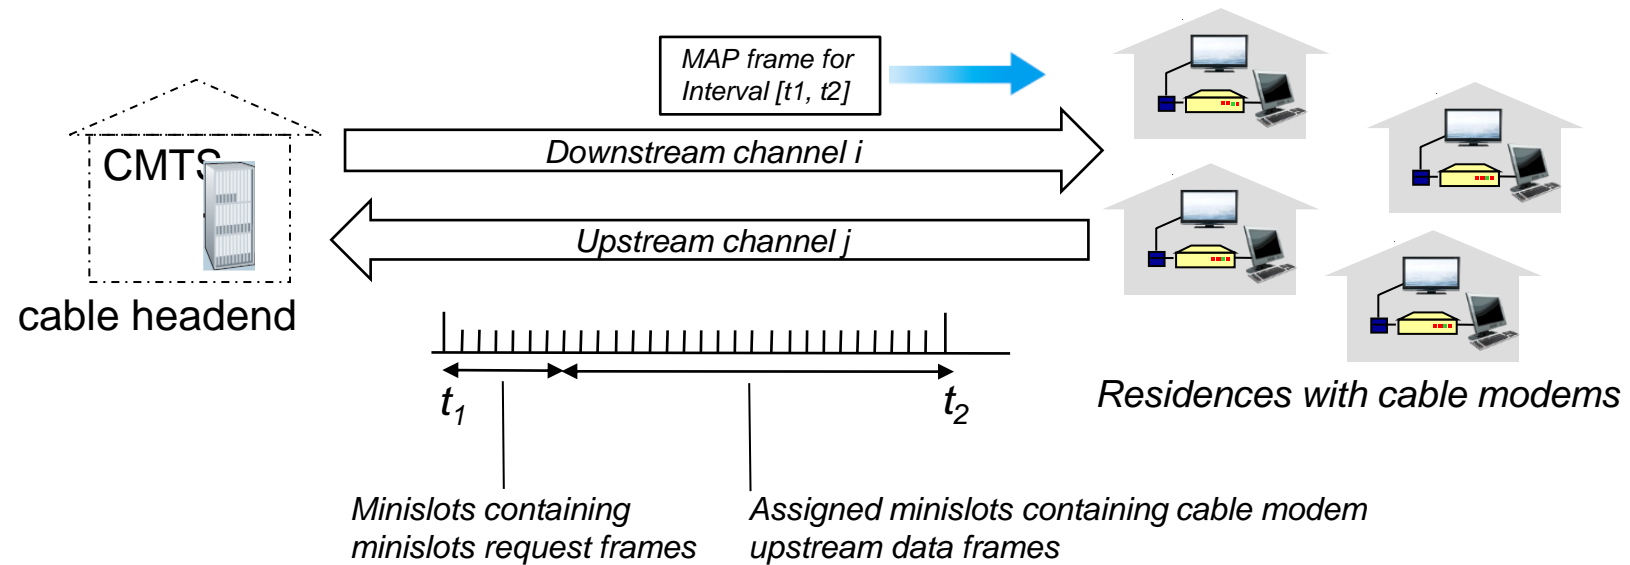 MAP frame for
Interval [t1, t2]
CMTS
Downstream channel i
Upstream channel j
cable headend
t1
t2
Residences with cable modems
Minislots containing
minislots request frames
Assigned minislots containing cable modem
upstream data frames